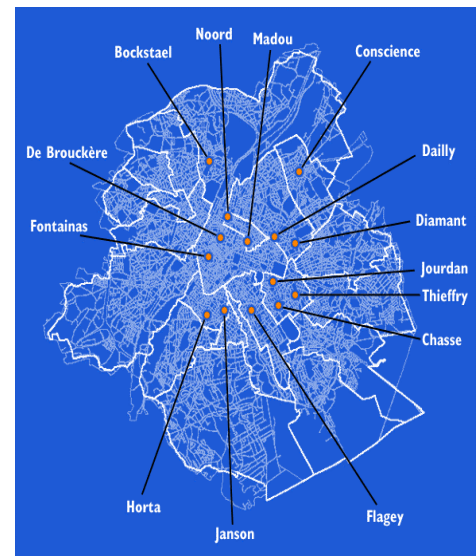 Noord
Madou
Bockstael
Conscience
De Brouckère
Dailly
Fontainas
Diamant
Jourdan
Thieffry
Chasse
Horta
Janson
Flagey